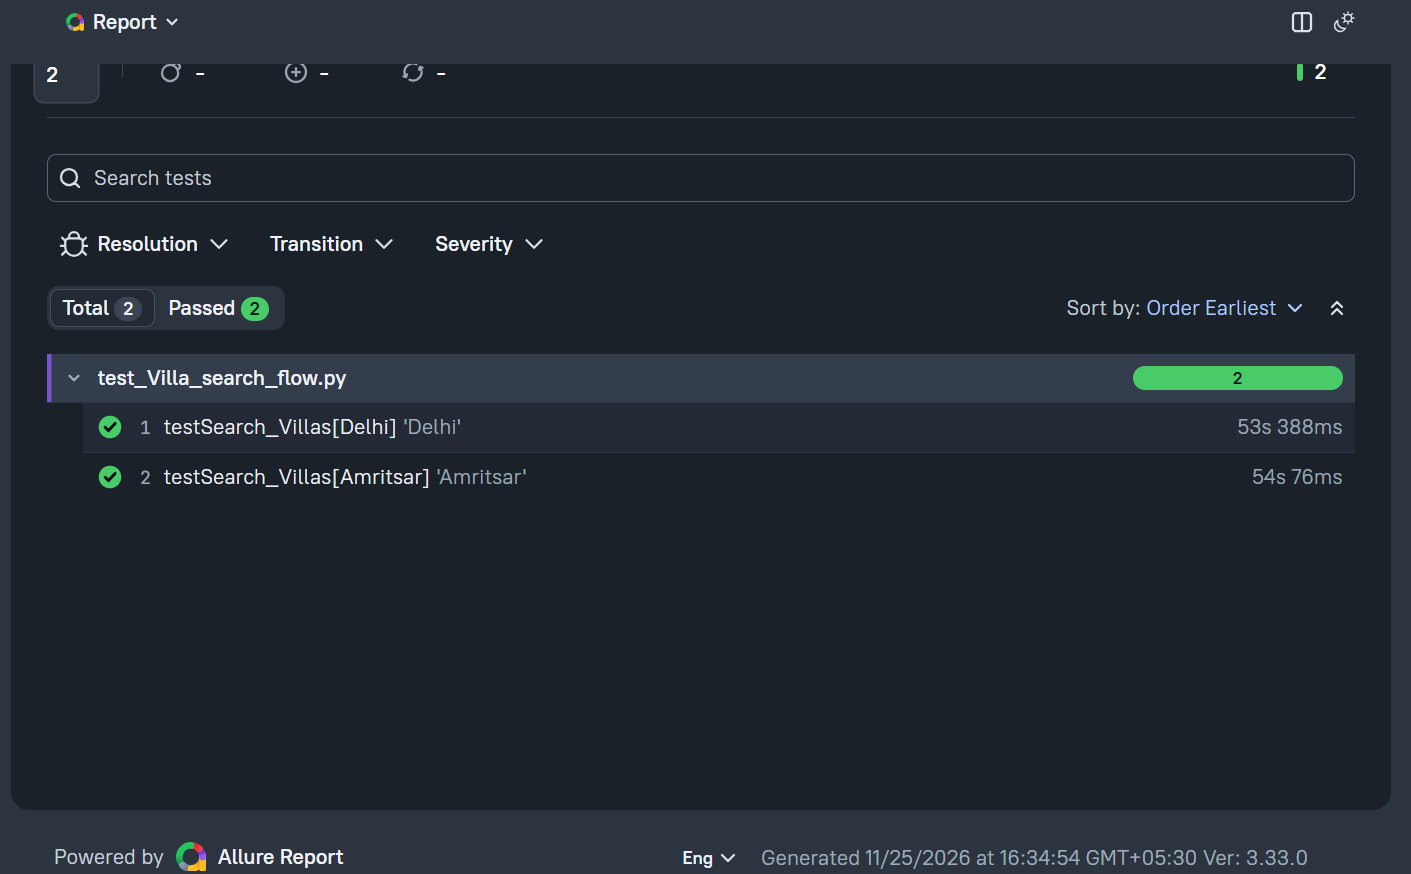 Report
2 - - - 2
Search tests
Resolution Transition Severity
Total 2 Passed 2 Sort by: Order Earliest
test_Villa_search_flow.py 2
1 testSearch_Villas[Delhi] 'Delhi' 53s 388ms
2 testSearch_Villas[Amritsar] 'Amritsar' 54s 76ms
Powered by Allure Report Eng Generated 11/25/2026 at 16:34:54 GMT+05:30 Ver: 3.33.0